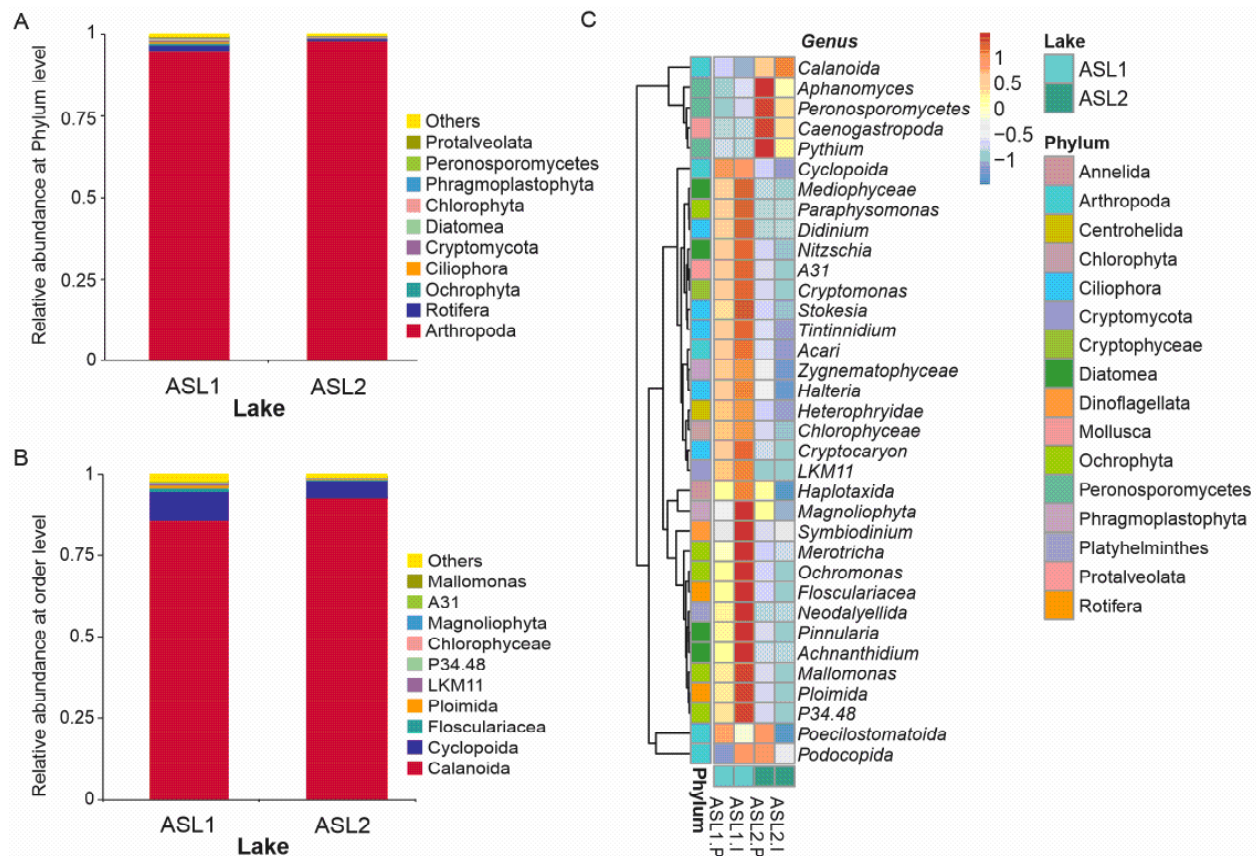 A
Relative abundance at Phylum level
1
0.75
0.5
0.25
0
ASL1
ASL2
Lake
Others
Protalveolata
Peronosporomycetes
Phragmoplastophyta
Chlorophyta
Diatomea
Cryptomycota
Ciliophora
Ochrophyta
Rotifera
Arthropoda
B
Relative abundance at order level
1
0.75
0.5
0.25
0
ASL1
ASL2
Lake
Others
Mallomonas
A31
Magnoliophyta
Chlorophyceae
P34.48
LKM11
Ploimida
Flosculariacea
Cyclopoida
Calanoida
C
Genus
Calanoida
Aphanomyces
Peronosporomycetes
Caenogastropoda
Pythium
Cyclopoida
Mediophyceae
Paraphysomonas
Didinium
Nitzschia
A31
Cryptomonas
Stokesia
Tintinnidium
Acari
Zygnematophyceae
Halteria
Heterophryidae
Chlorophyceae
Cryptocaryon
LKM11
Haplotaxida
Magnoliophyta
Symbiodinium
Merotricha
Ochromonas
Flosculariacea
Neodalyellida
Pinnularia
Achnanthidium
Mallomonas
Ploimida
P34.48
Poecilostomatoida
Podocopida
Phylum
ASL1.P
ASL1.I
ASL2.P
ASL2.I
1
0.5
0
−0.5
−1
Lake
ASL1
ASL2
Phylum
Annelida
Arthropoda
Centrohelida
Chlorophyta
Ciliophora
Cryptomycota
Cryptophyceae
Diatomea
Dinoflagellata
Mollusca
Ochrophyta
Peronosporomycetes
Phragmoplastophyta
Platyhelminthes
Protalveolata
Rotifera